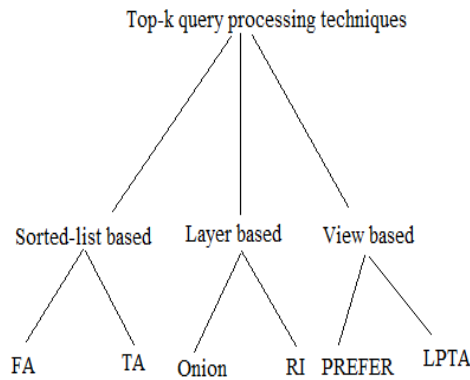 Top-k query processing techniques
Sorted-list based Layer based View based
FA TA Onion RI PREFER LPTA